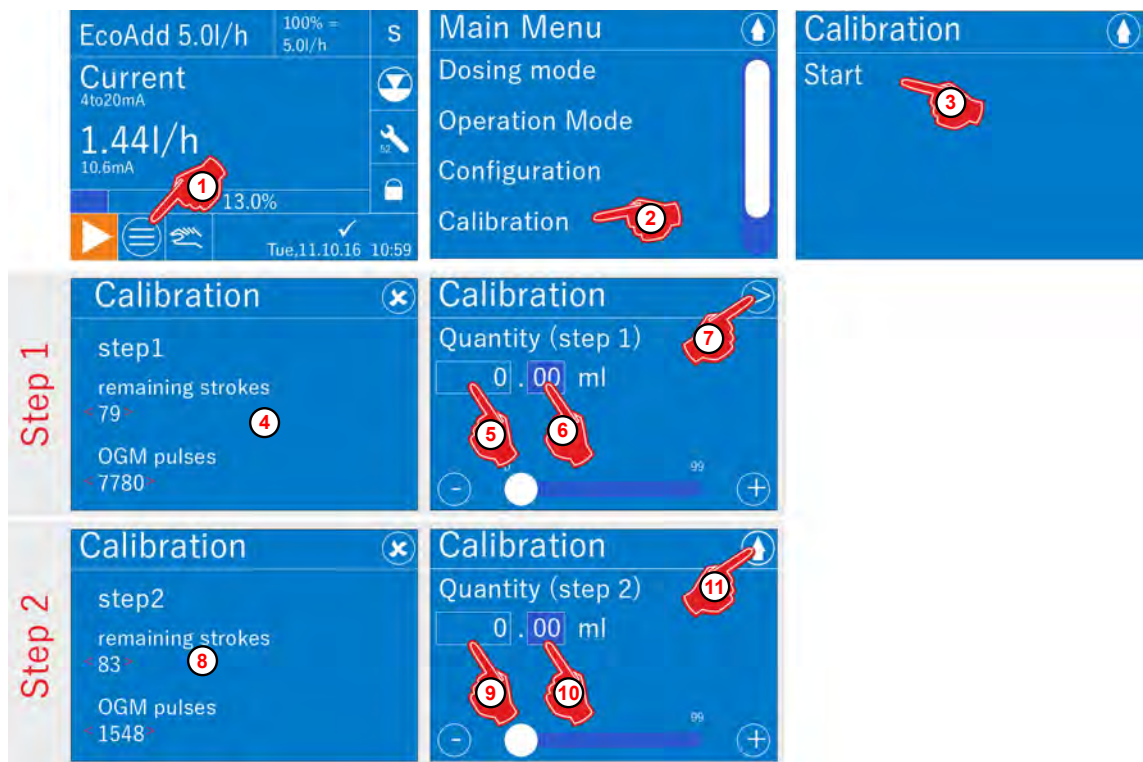 EcoAdd 5.0l/h
100% =
5.0l/h
S
Current
4to20mA
1.44l/h
10.6mA
52
1
13.0%
Tue,11.10.16 10:59
Main Menu
Dosing mode
Operation Mode
Configuration
Calibration
2
Calibration
Start
3
Step 1
Calibration
step1
remaining strokes
<79>
4
OGM pulses
<7780>
Calibration
>
Quantity (step 1)
7
0 . 00 ml
5
6
99
-
+
Step 2
Calibration
step2
remaining strokes
<83>
8
OGM pulses
<1548>
Calibration
11
Quantity (step 2)
0 . 00 ml
9
10
99
-
+